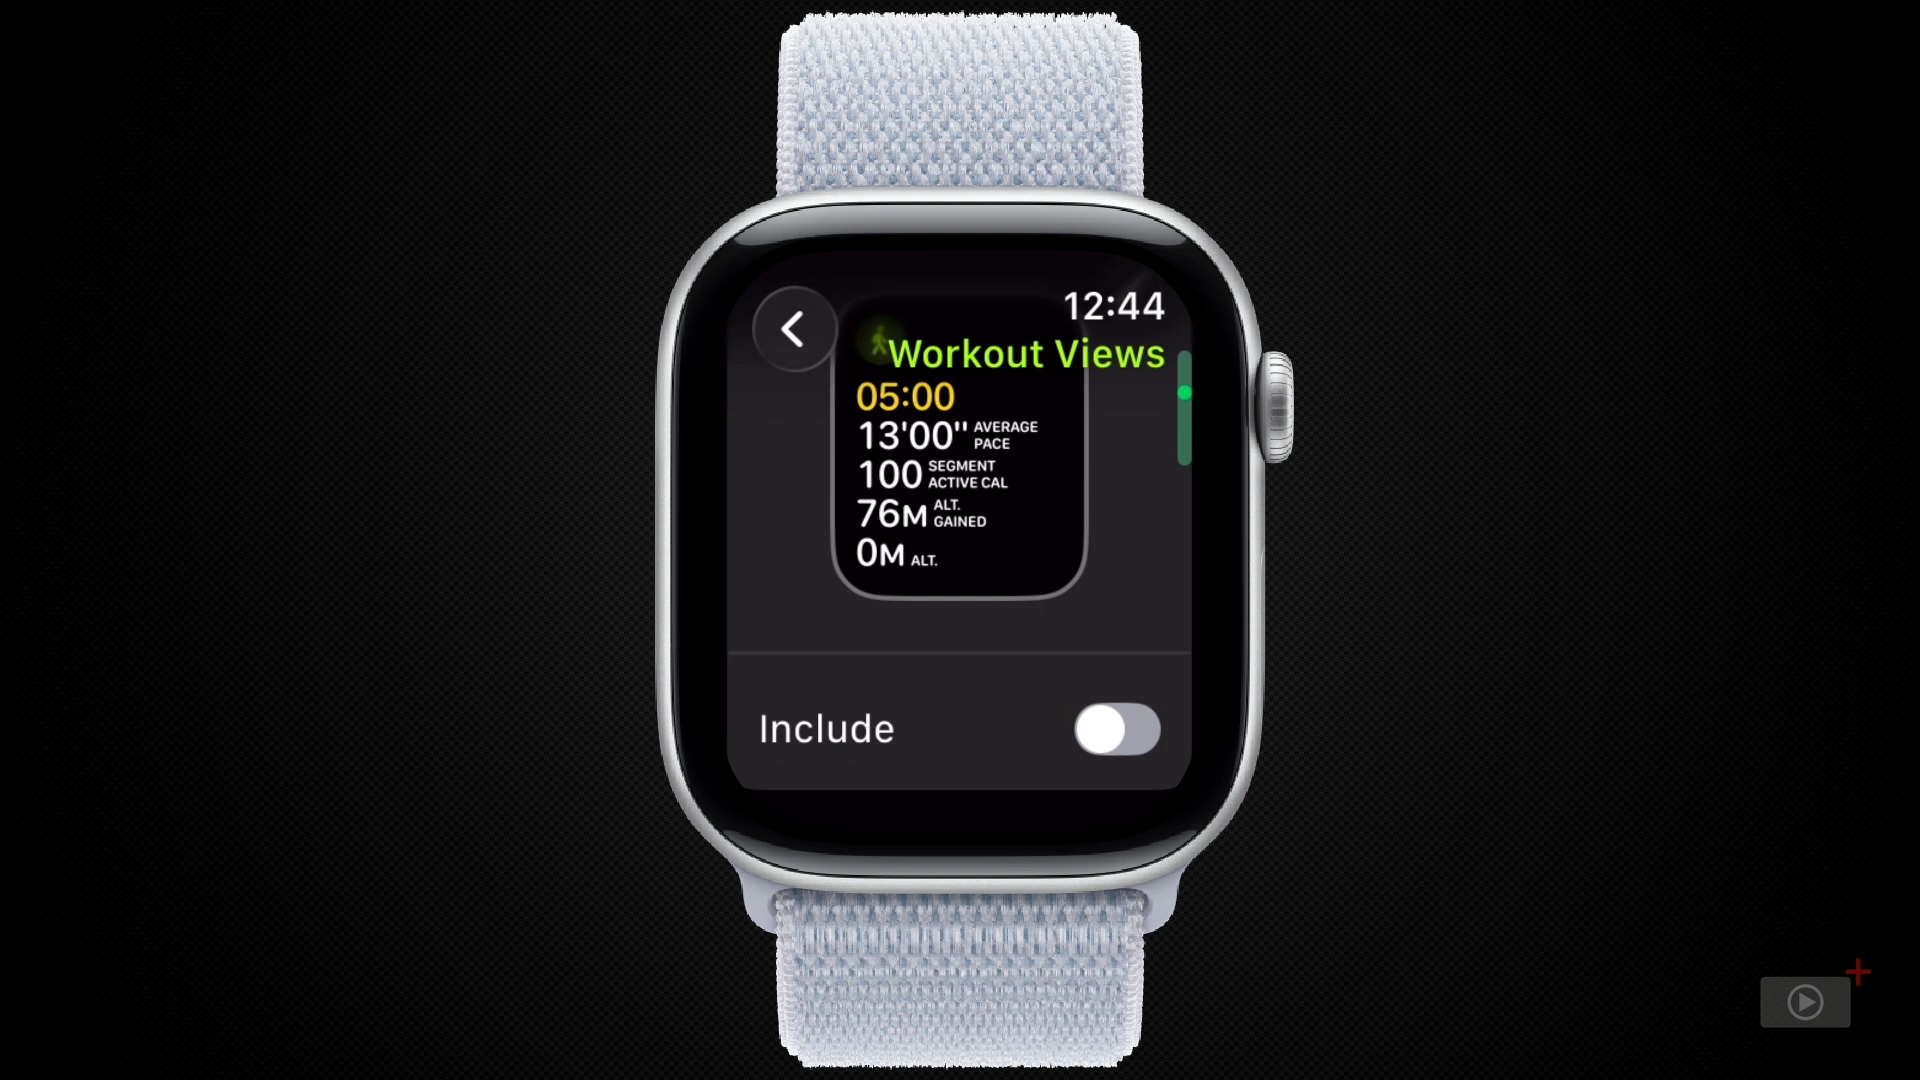 12:44
Workout Views
05:00
13'00" AVERAGE PACE
100 SEGMENT ACTIVE CAL
76M ALT. GAINED
0M ALT.
Include